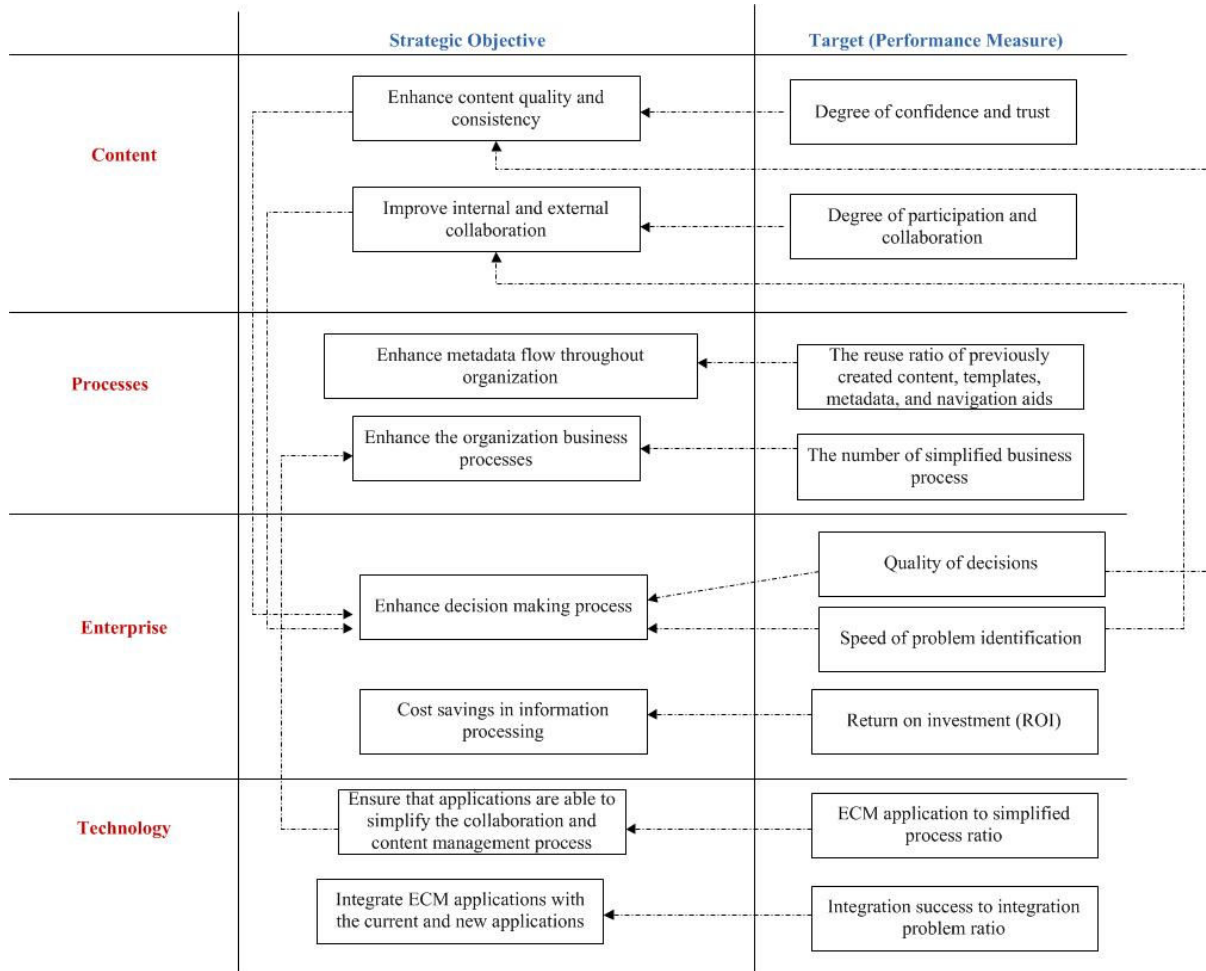 Strategic Objective
Target (Performance Measure)
Content
Enhance content quality and
consistency
Degree of confidence and trust
Improve internal and external
collaboration
Degree of participation and
collaboration
Processes
Enhance metadata flow throughout
organization
The reuse ratio of previously
created content, templates,
metadata, and navigation aids
Enhance the organization business
processes
The number of simplified business
process
Enterprise
Enhance decision making process
Quality of decisions
Speed of problem identification
Cost savings in information
processing
Return on investment (ROI)
Technology
Ensure that applications are able to
simplify the collaboration and
content management process
ECM application to simplified
process ratio
Integrate ECM applications with
the current and new applications
Integration success to integration
problem ratio